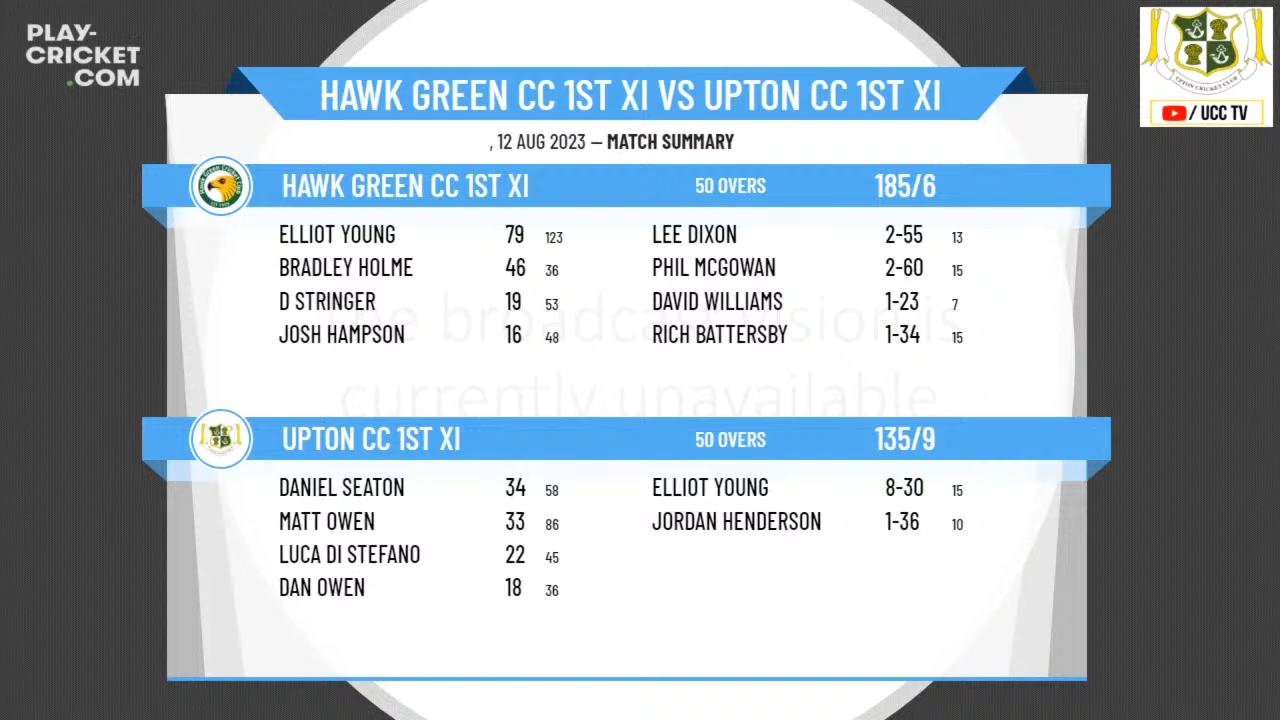 PLAY-
CRICKET
.COM
UPTON CRICKET CLUB
/ UCC TV
HAWK GREEN CC 1ST XI VS UPTON CC 1ST XI
, 12 AUG 2023 – MATCH SUMMARY
HAWK GREEN CC 1ST XI 50 OVERS 185/6
ELLIOT YOUNG 79 123 LEE DIXON 2-55 13
BRADLEY HOLME 46 36 PHIL MCGOWAN 2-60 15
D STRINGER 19 53 DAVID WILLIAMS 1-23 7
JOSH HAMPSON 16 48 RICH BATTERSBY 1-34 15
the broadcast vision is
currently unavailable
UPTON CC 1ST XI 50 OVERS 135/9
DANIEL SEATON 34 58 ELLIOT YOUNG 8-30 15
MATT OWEN 33 86 JORDAN HENDERSON 1-36 10
LUCA DI STEFANO 22 45
DAN OWEN 18 36